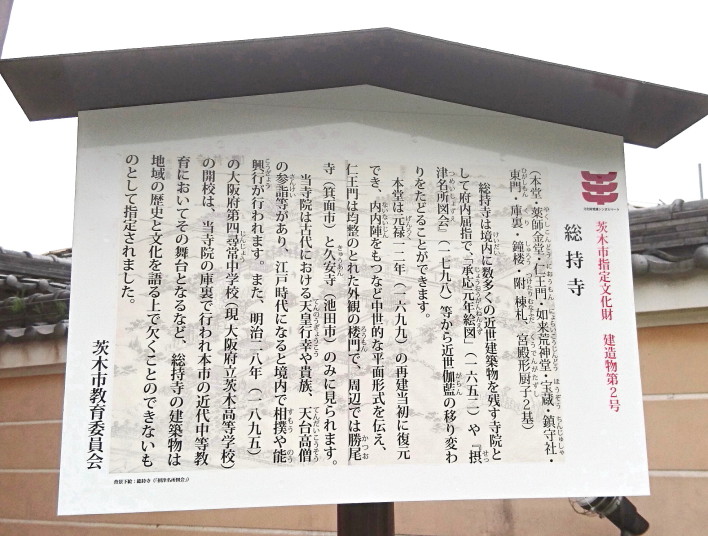 茨木市指定文化財　建造物第2号
総持寺
（本堂・薬師金堂・仁王門・如来荒神堂・宝蔵・鎮守社・
東門・庫裏・鐘楼・附 棟札、宮殿形厨子2基）
総持寺は境内に数多くの近世建築物を残す寺院と
して府内屈指で、「承応元年絵図」（一六五二）や『摂
津名所図会』（一七九八）等から近世伽藍の移り変わ
りをたどることができます。
本堂は元禄一二年（一六九九）の再建当初に復元
でき、内内陣をもつなど中世的な平面形式を伝え、
仁王門は均整のとれた外観の楼門で、周辺では勝尾
寺（箕面市）と久安寺（池田市）のみに見られます。
当寺院は古代における天皇行幸や貴族、天台高僧
の参詣等があり、江戸時代になると境内で相撲や能
興行が行われます。また、明治二八年（一八九五）
の大阪府第四尋常中学校（現 大阪府立茨木高等学校）
の開校は、当寺院の庫裏で行われ本市の近代中等教
育においてその舞台となるなど、総持寺の建築物は
地域の歴史と文化を語る上で欠くことのできないも
のとして指定されました。
茨木市教育委員会
背景下絵：総持寺（『摂津名所図会』）